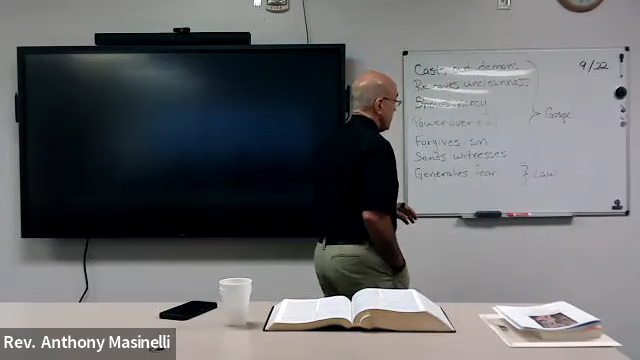 Casts out demons
9/22
Removes uncleanness
Shows mercy
Power over evil
Gospel
Forgives sin
Sends witnesses
Generates fear
Law
Rev. Anthony Masinelli